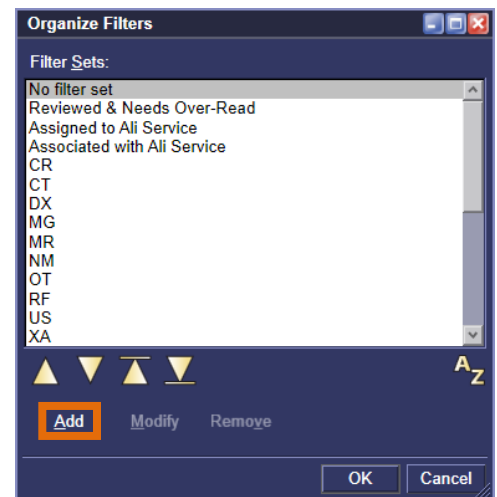 Organize Filters
Filter Sets:
No filter set
Reviewed & Needs Over-Read
Assigned to Ali Service
Associated with Ali Service
CR
CT
DX
MG
MR
NM
OT
RF
US
XA
AZ
Add Modify Remove
OK Cancel